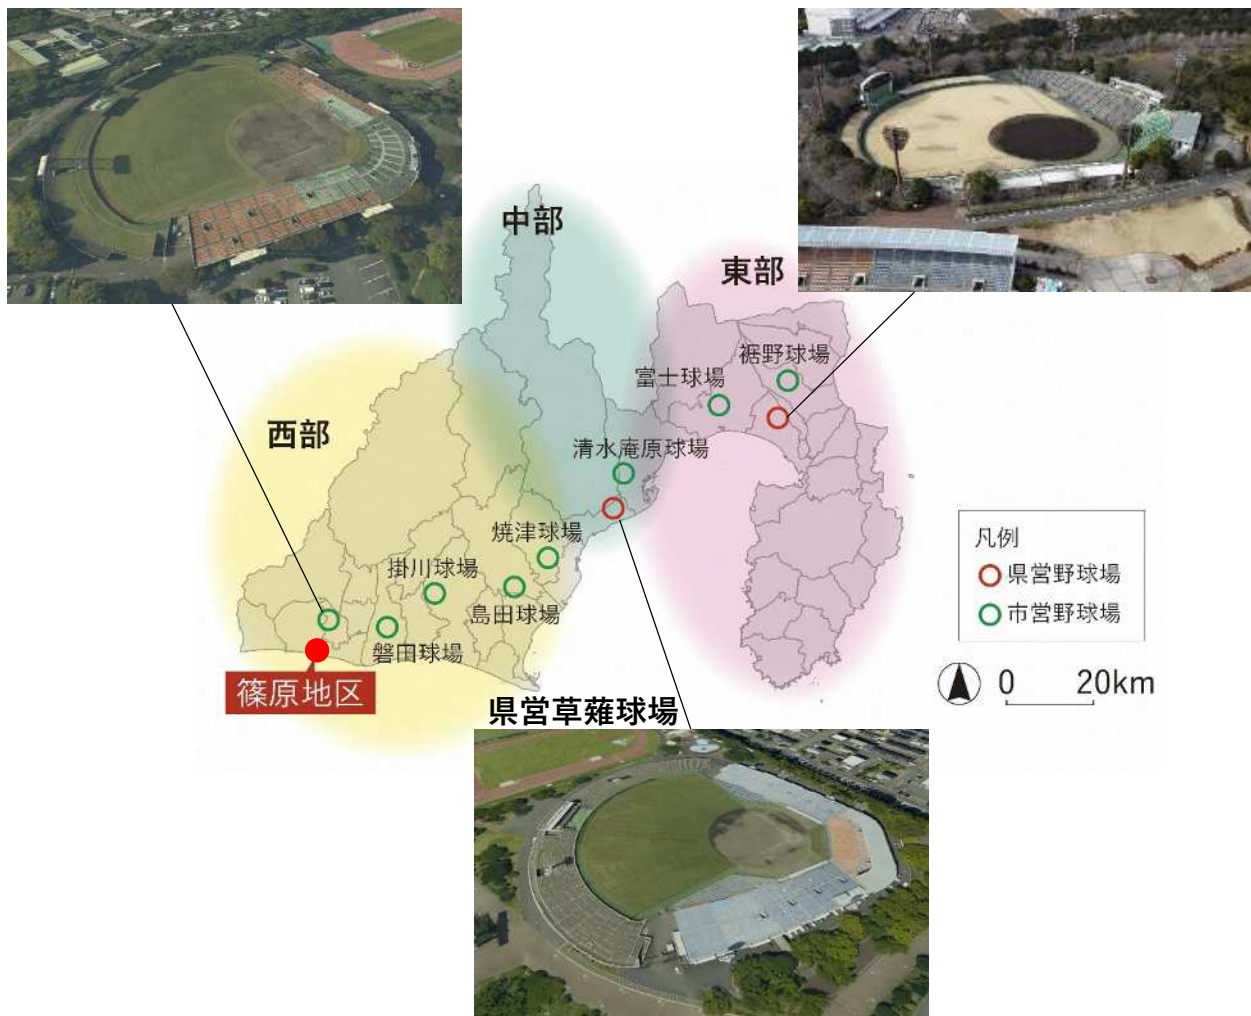 中部
東部
裾野球場
富士球場
西部
清水庵原球場
焼津球場
掛川球場
島田球場
磐田球場
篠原地区
県営草薙球場
凡例
県営野球場
市営野球場
0 20km